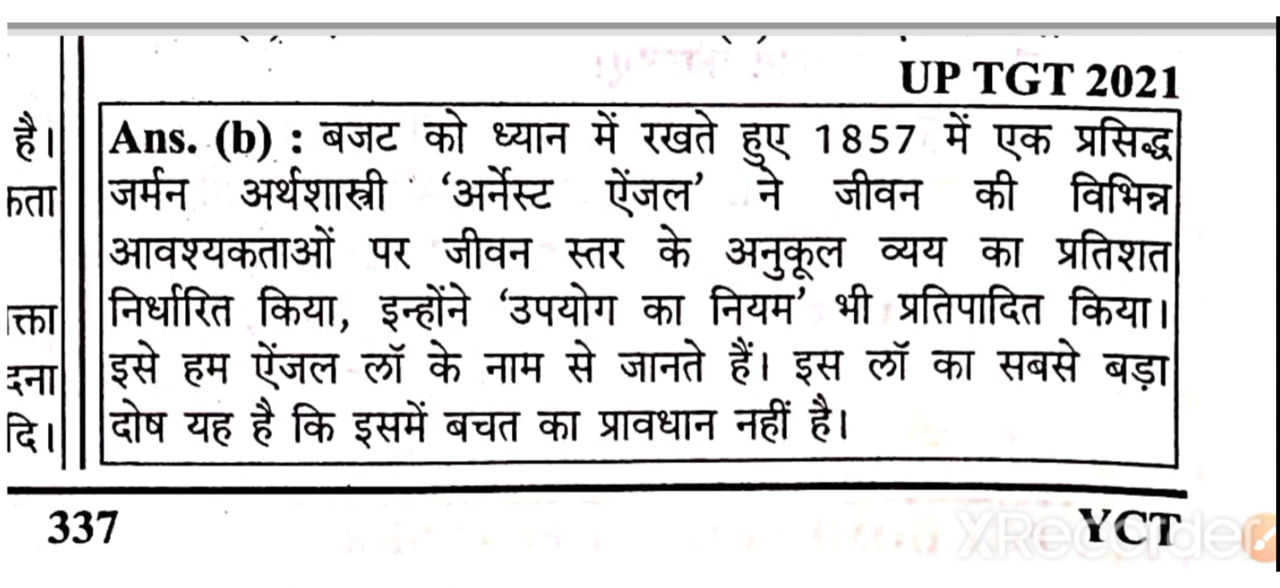 UP TGT 2021
है।
Ans. (b) : बजट को ध्यान में रखते हुए 1857 में एक प्रसिद्ध
जर्मन अर्थशास्त्री ‘अर्नेस्ट ऐंजल’ ने जीवन की विभिन्न
आवश्यकताओं पर जीवन स्तर के अनुकूल व्यय का प्रतिशत
निर्धारित किया, इन्होंने ‘उपयोग का नियम’ भी प्रतिपादित किया।
इसे हम ऐंजल लॉ के नाम से जानते हैं। इस लॉ का सबसे बड़ा
दोष यह है कि इसमें बचत का प्रावधान नहीं है।
337
YCT
XRecorder